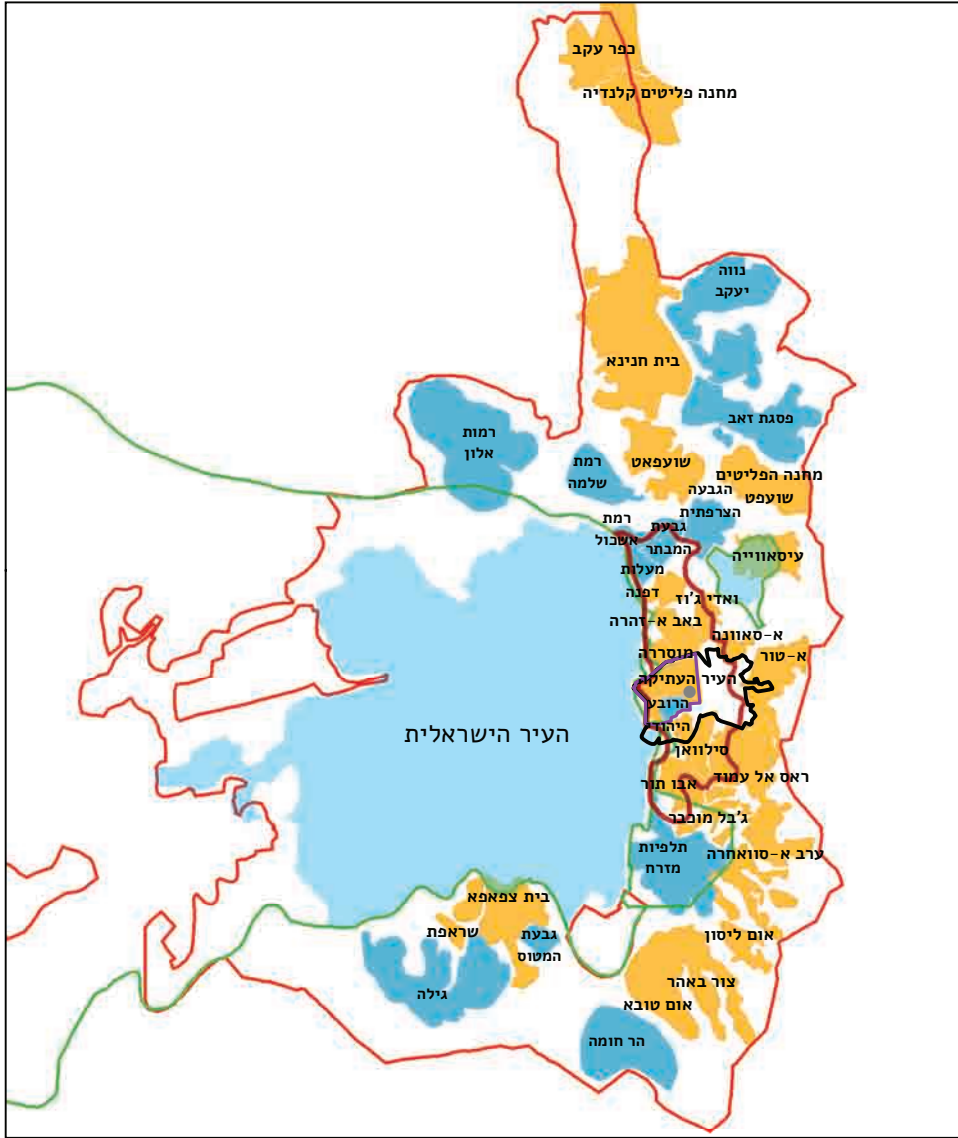 כפר עקב
מחנה פליטים קלנדיה
נווה
יעקב
בית חנינא
פסגת זאב
רמות
אלון
שועפאט
רמת
שלמה
מחנה הפליטים
שועפט
הגבעה
הצרפתית
רמת
אשכול
גבעת
המבתר
עיסאווייה
מעלות
דפנה
ואדי ג'וז
באב א-זהרה
א-סאוונה
א-טור
מוסררה
העיר העתיקה
הרובע
היהודי
העיר הישראלית
סילוואן
ראס אל עמוד
אבו תור
ג'בל מוכבר
תלפיות
מזרח
ערב א-סוואחרה
בית צפאפא
שראפת
גבעת
המטוס
אום ליסון
גילה
צור באהר
אום טובא
הר חומה